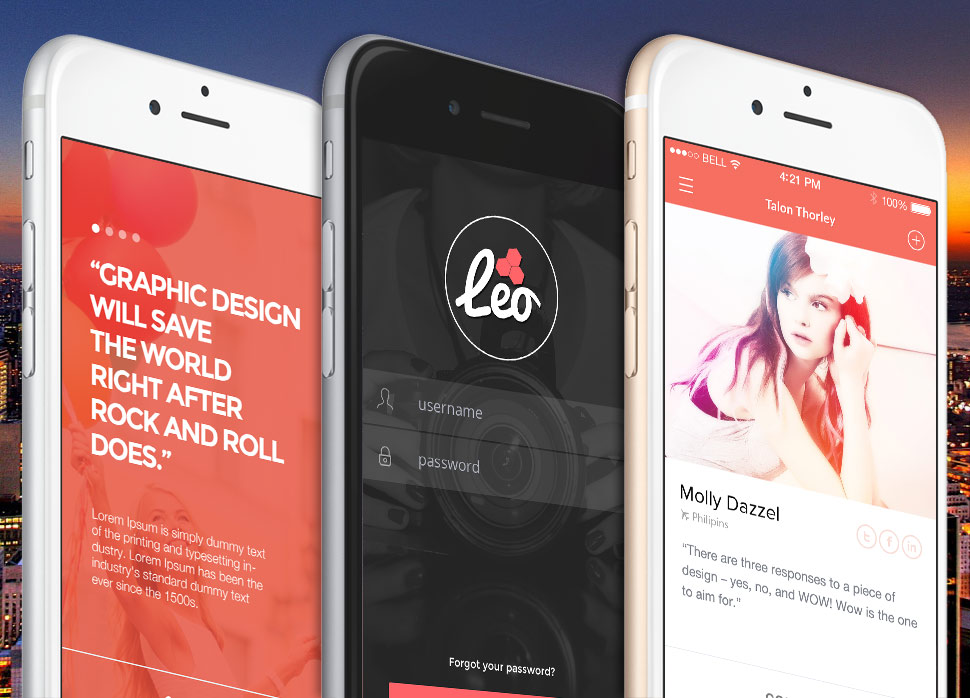 “GRAPHIC DESIGN
WILL SAVE
THE WORLD
RIGHT AFTER
ROCK AND ROLL
DOES.”
Lorem Ipsum is simply dummy text
of the printing and typesetting in-
dustry. Lorem Ipsum has been the
industry's standard dummy text
ever since the 1500s.
Leo
username
password
Forgot your password?
BELL 4:21 PM 100%
Talon Thorley
Molly Dazzel
Philipins
t f in
“There are three responses to a piece of
design – yes, no, and WOW! Wow is the one
to aim for.”